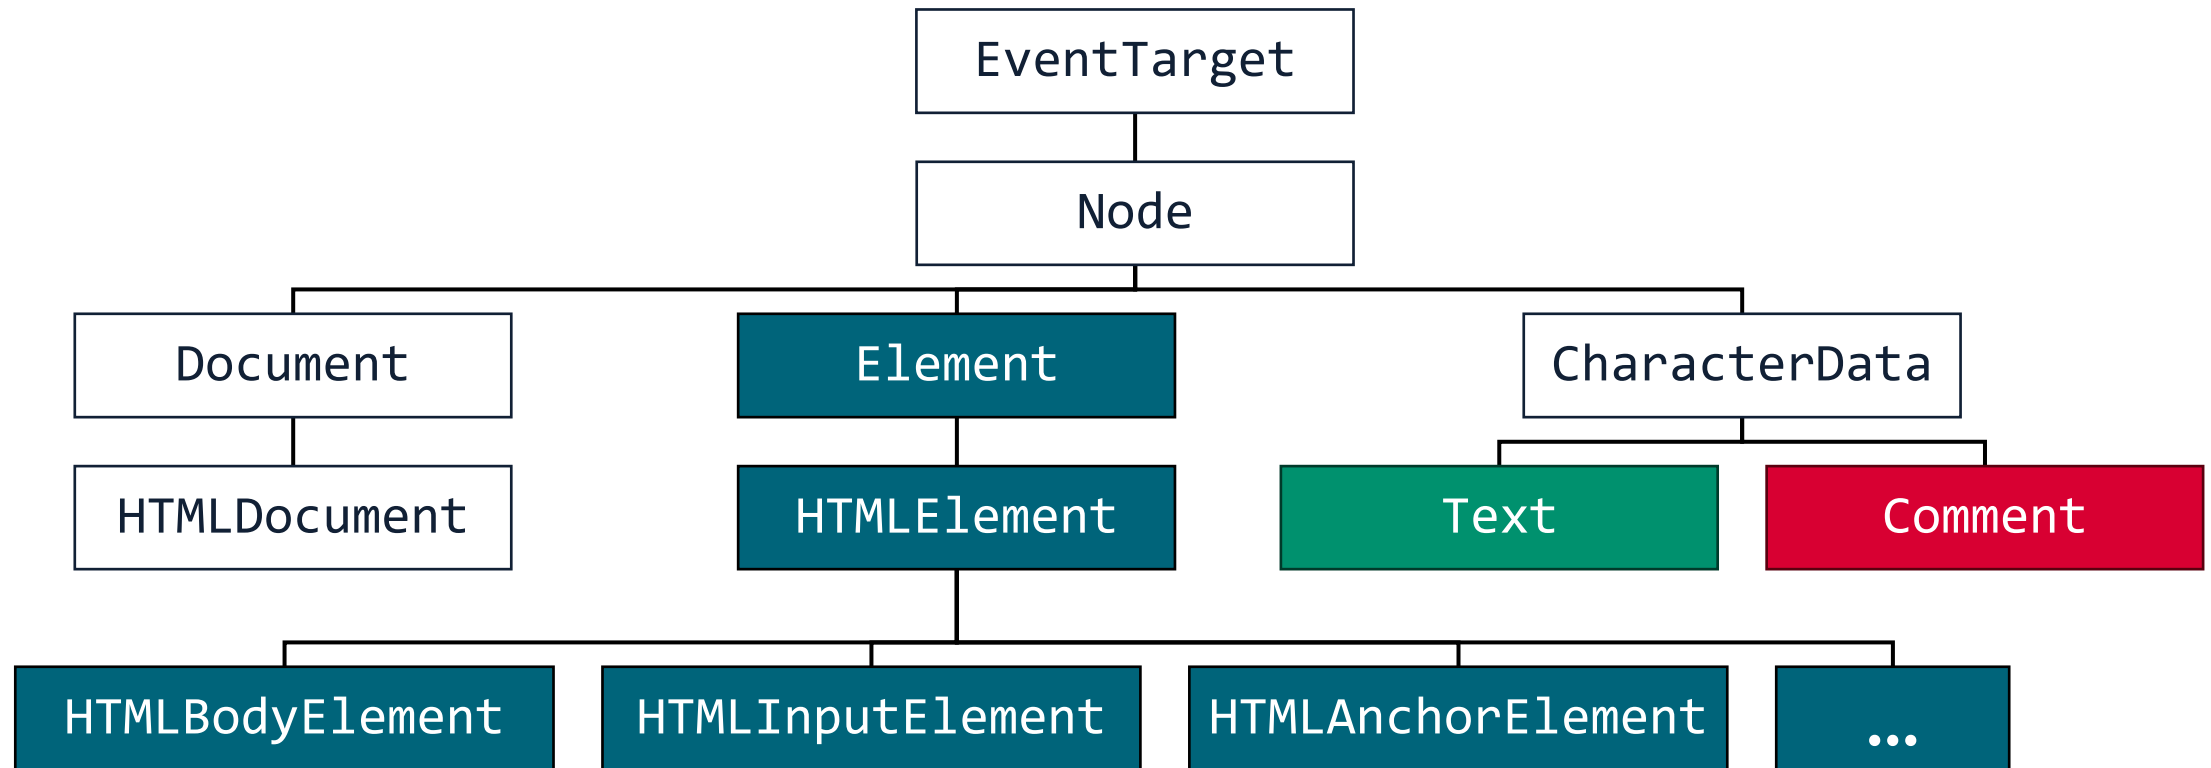 EventTarget
Node
Document
Element
CharacterData
HTMLDocument
HTMLElement
Text
Comment
HTMLBodyElement
HTMLInputElement
HTMLAnchorElement
…